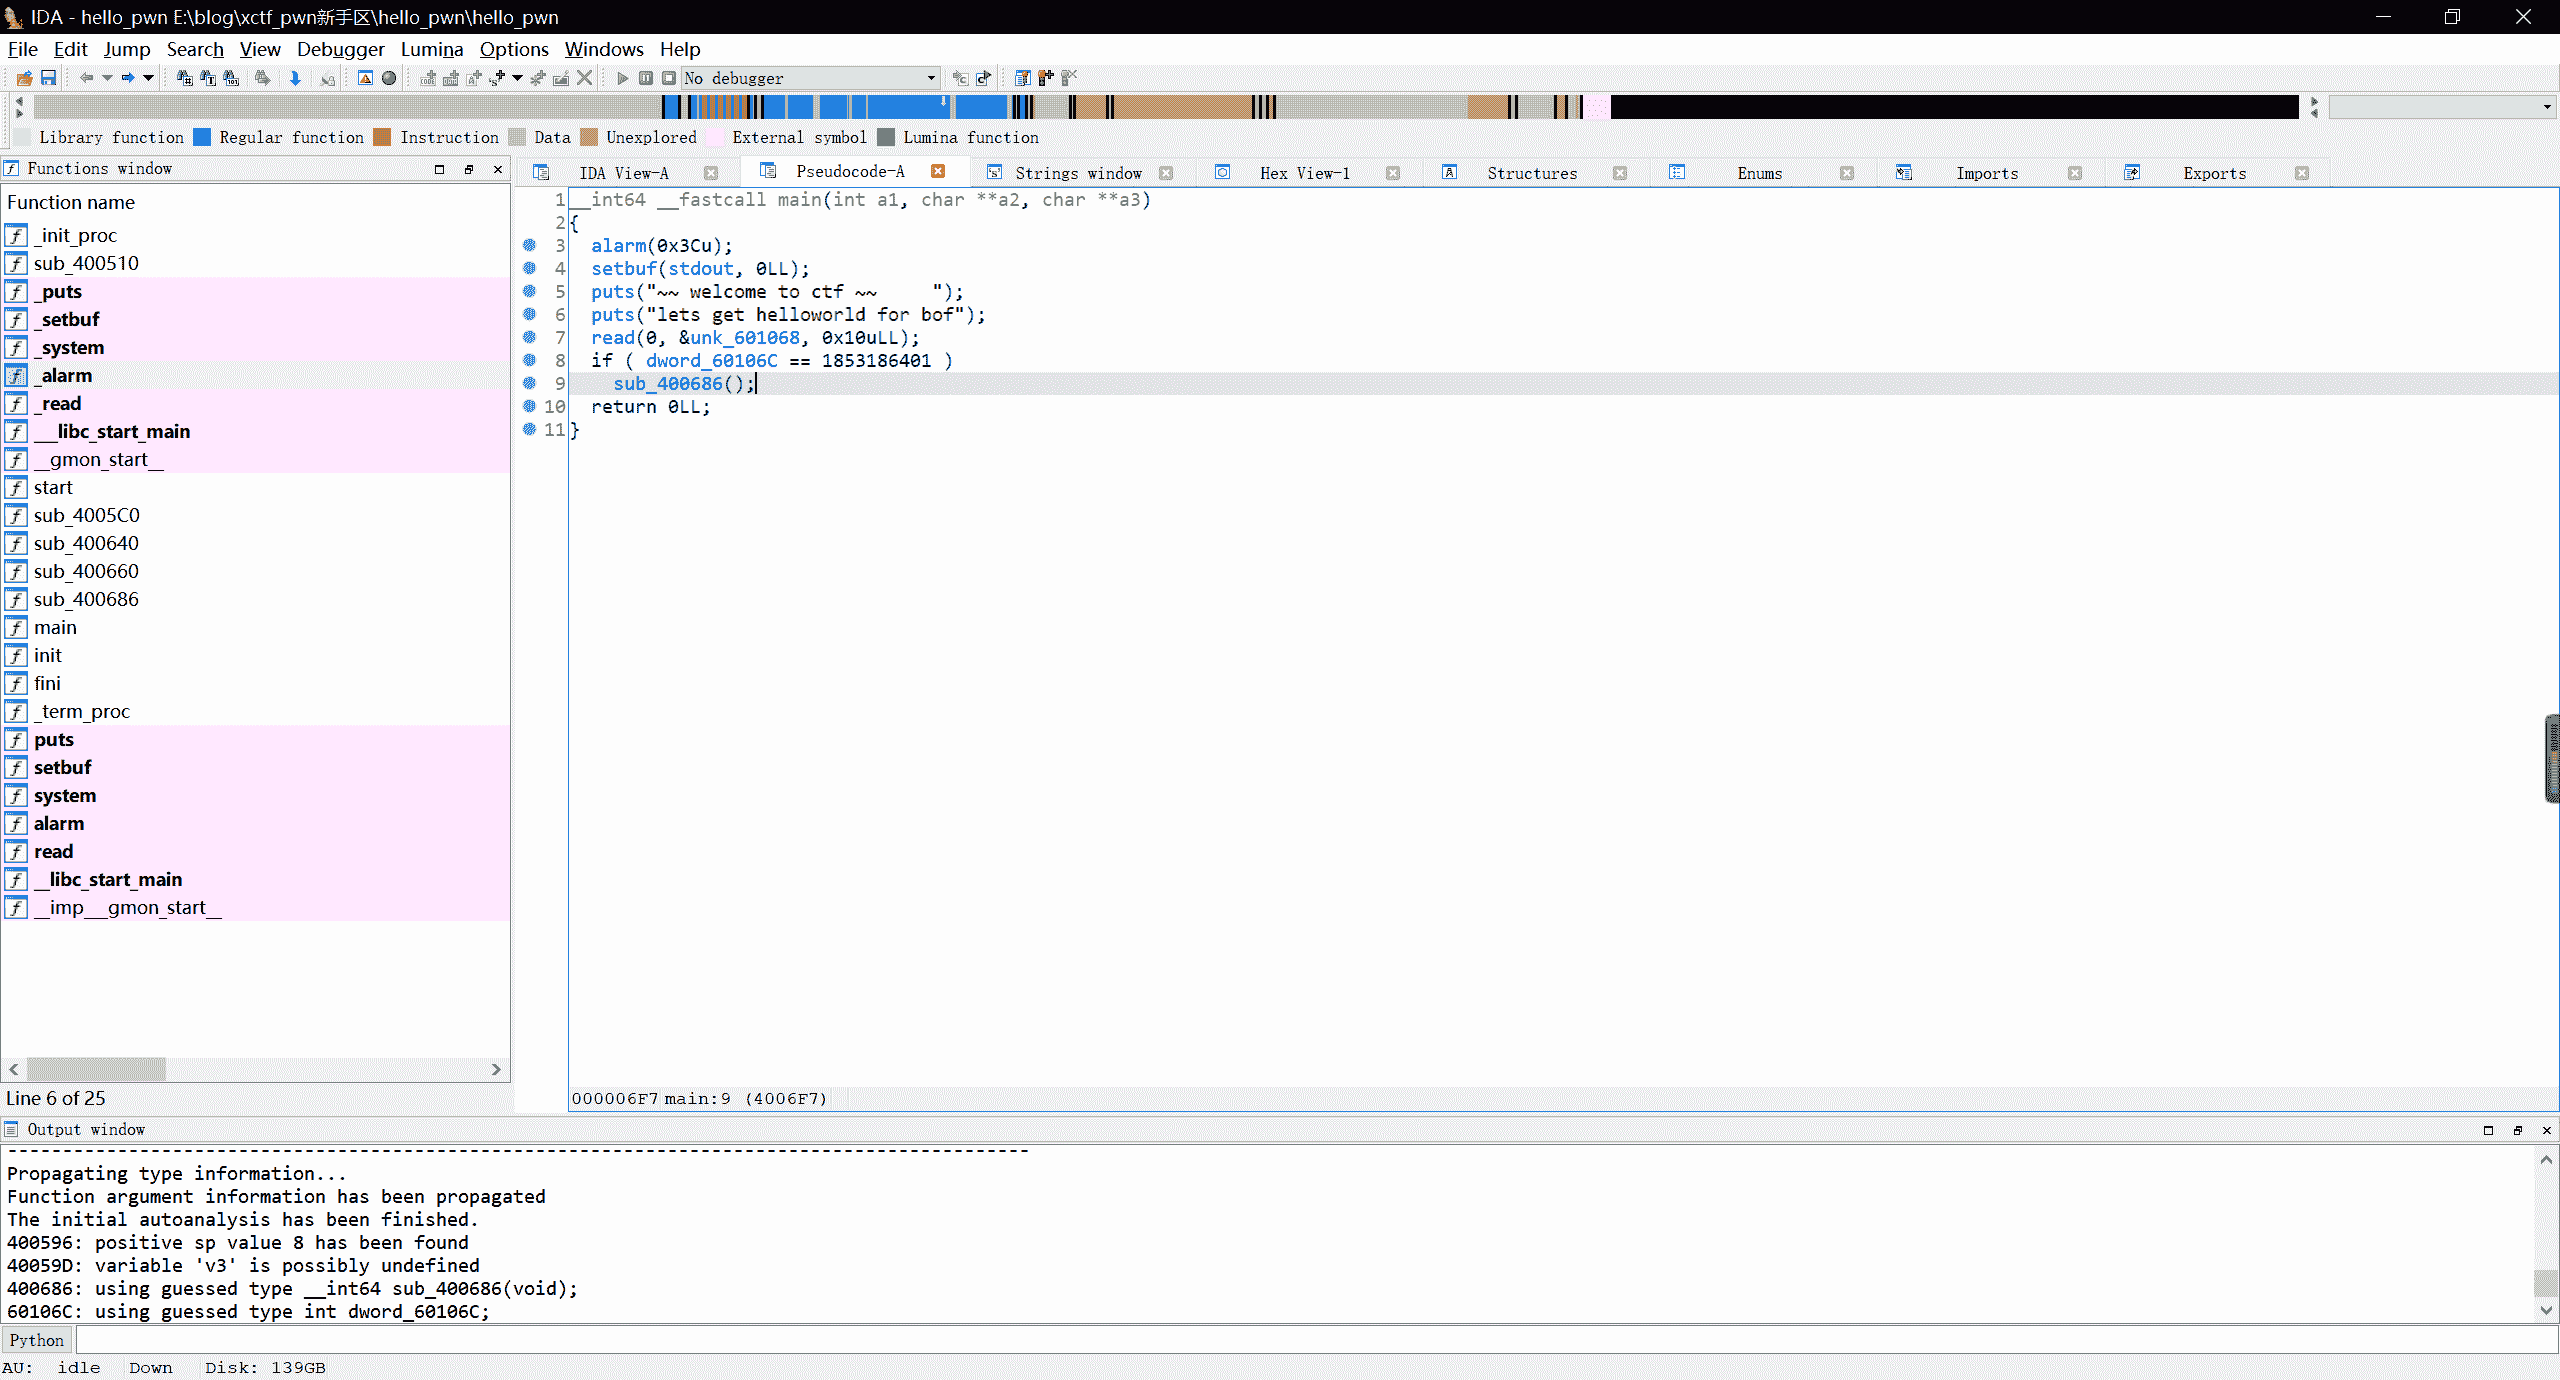 IDA - hello_pwn E:\blog\xctf_pwn新手区\hello_pwn\hello_pwn
File Edit Jump Search View Debugger Lumina Options Windows Help
No debugger
Library function Regular function Instruction Data Unexplored External symbol Lumina function
Functions window
IDA View-A Pseudocode-A Strings window Hex View-1 Structures Enums Imports Exports
Function name
_init_proc
sub_400510
_puts
_setbuf
_system
_alarm
_read
__libc_start_main
__gmon_start__
start
sub_4005C0
sub_400640
sub_400660
sub_400686
main
init
fini
_term_proc
puts
setbuf
system
alarm
read
__libc_start_main
__imp___gmon_start__
Line 6 of 25
1 __int64 __fastcall main(int a1, char **a2, char **a3)
2 {
3 alarm(0x3Cu);
4 setbuf(stdout, 0LL);
5 puts("~~ welcome to ctf ~~     ");
6 puts("lets get helloworld for bof");
7 read(0, &unk_601068, 0x10uLL);
8 if ( dword_60106C == 1853186401 )
9 sub_400686();
10 return 0LL;
11 }
000006F7 main:9 (4006F7)
Output window
---------------------------------------------------------------------------------------------
Propagating type information...
Function argument information has been propagated
The initial autoanalysis has been finished.
400596: positive sp value 8 has been found
40059D: variable 'v3' is possibly undefined
400686: using guessed type __int64 sub_400686(void);
60106C: using guessed type int dword_60106C;
Python
AU: idle Down Disk: 139GB